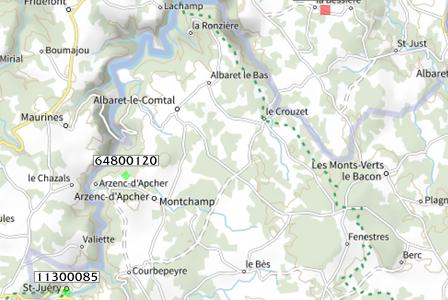 Fridefont
Lachamp
la Bessière
la Ronzière
Mirial
Boumajou
St-Just
Albaret le Bas
Albaret
Albaret-le-Comtal
Maurines
le Crouzet
64800120
Les Monts-Verts
le Bacon
le Chazals
Arzenc-d'Apcher
Arzenc-d'Apcher
Montchamp
Plagn
ules
Valiette
Fenestres
Berc
Corbepeyre
le Bès
11300085
St-Juéry